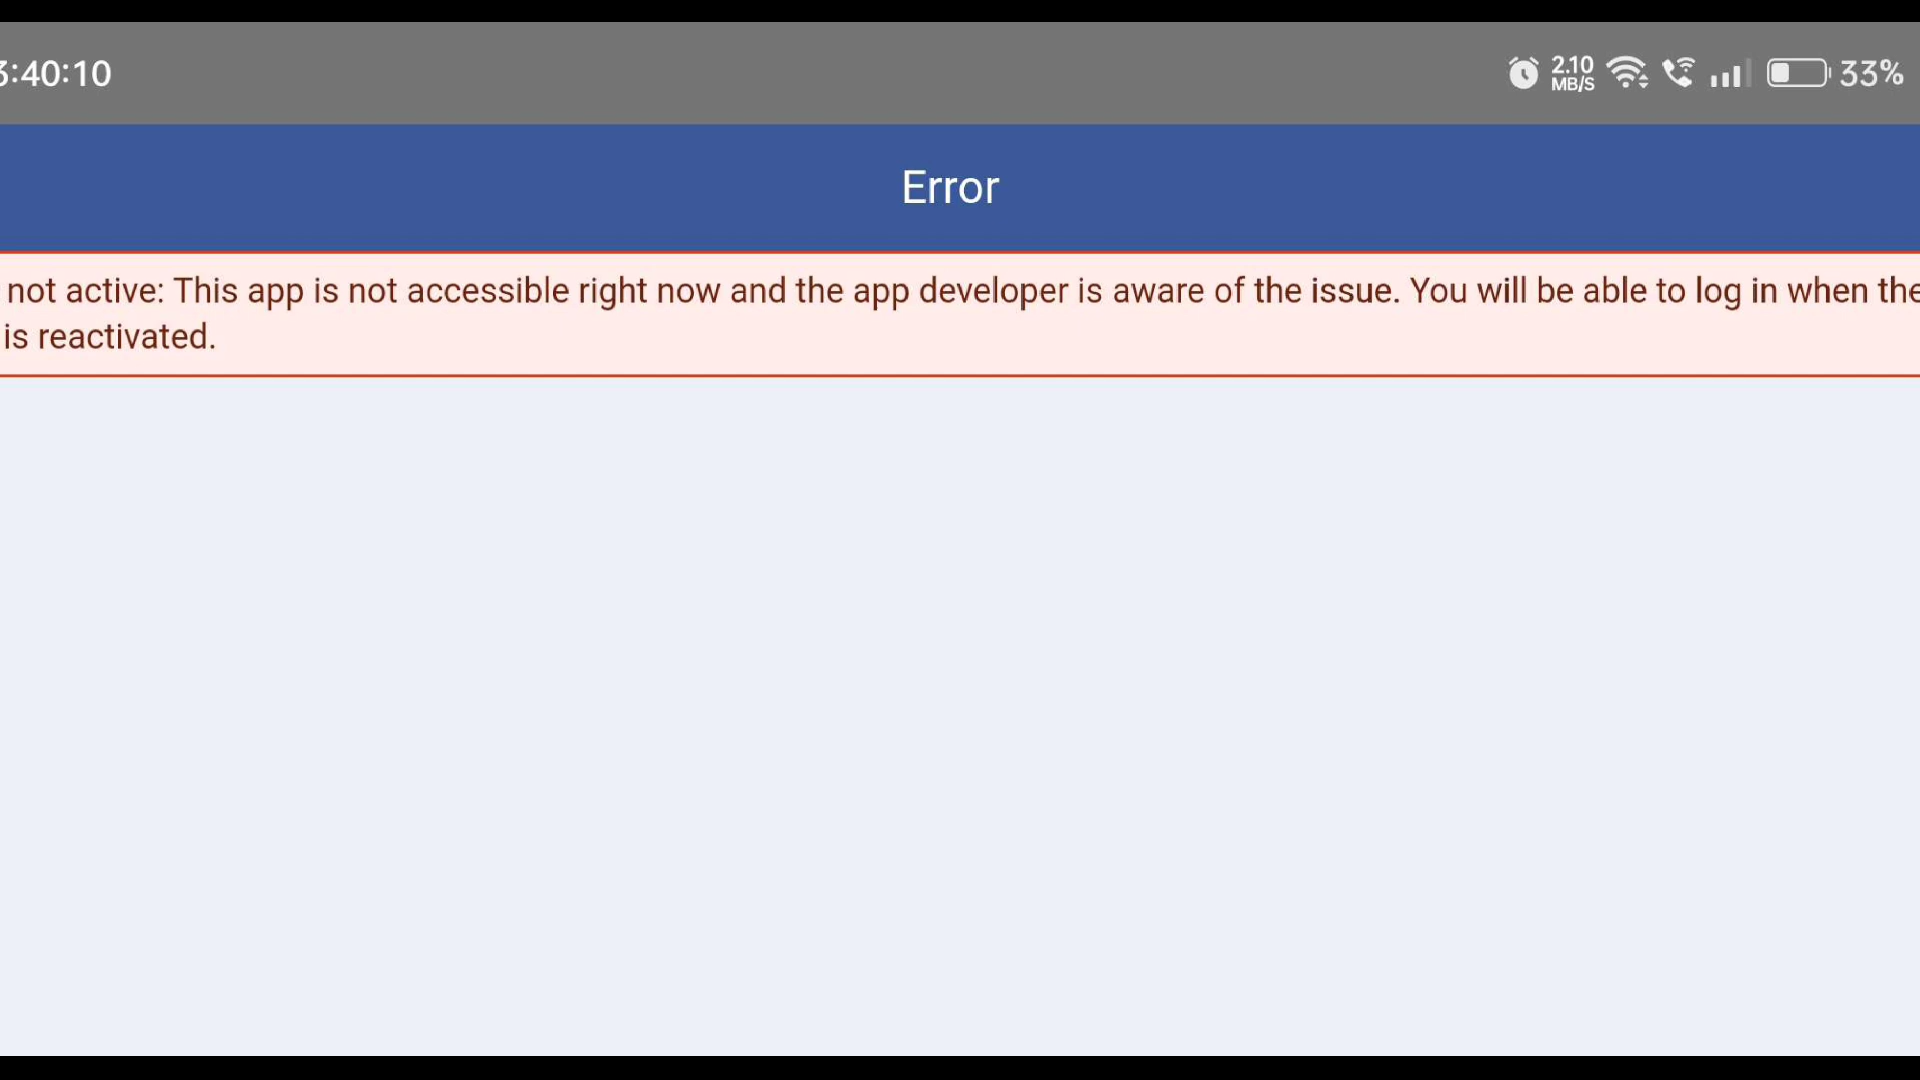 3:40:10
2.10
MB/S
33%
Error
not active: This app is not accessible right now and the app developer is aware of the issue. You will be able to log in when the
is reactivated.